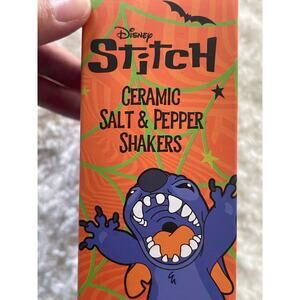 Disney
Stitch
Ceramic
Salt & Pepper
Shakers